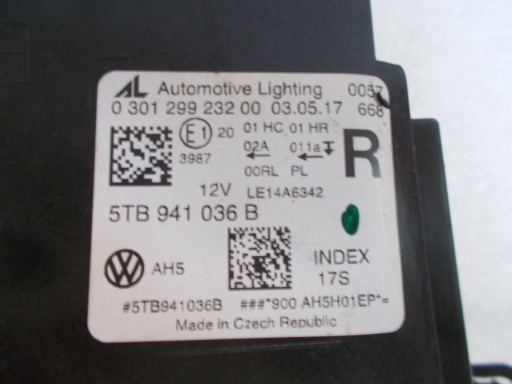 AL Automotive Lighting 0057
0 301 299 232 00 03.05.17 668
E1 20 01 HC 01 HR
3987 02A 011a R
00RL PL
12V LE14A6342
5TB 941 036 B
VW AH5 INDEX
17S
#5TB941036B ###*900 AH5H01EP*=
Made in Czech Republic